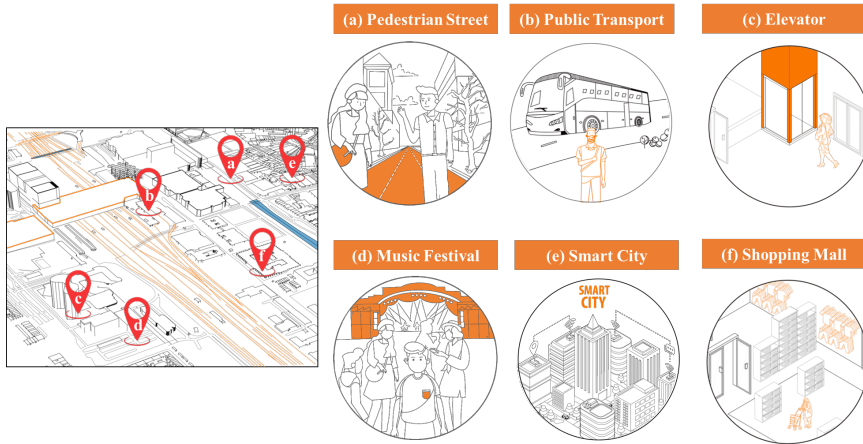 (a) Pedestrian Street
(b) Public Transport
(c) Elevator
a
e
b
f
c
d
(d) Music Festival
(e) Smart City
(f) Shopping Mall
SMART
CITY